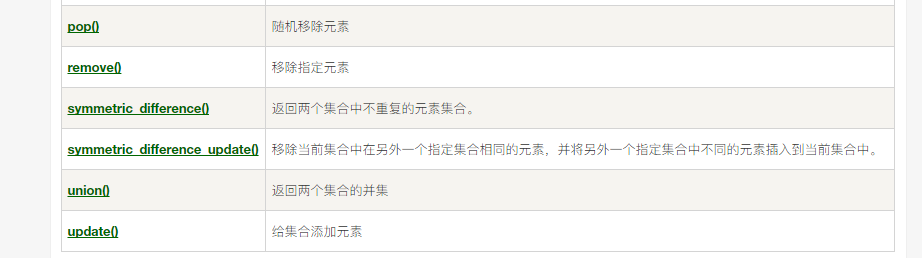 pop() 随机移除元素
remove() 移除指定元素
symmetric_difference() 返回两个集合中不重复的元素集合。
symmetric_difference_update() 移除当前集合中在另外一个指定集合相同的元素，并将另外一个指定集合中不同的元素插入到当前集合中。
union() 返回两个集合的并集
update() 给集合添加元素